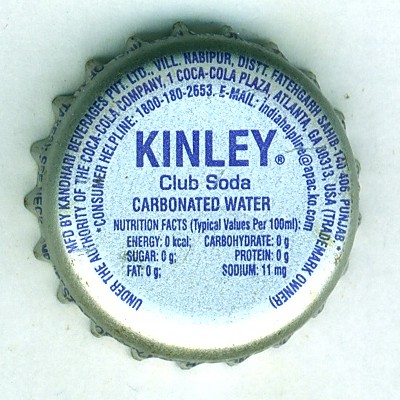 MFD BY KANDHARI BEVERAGES PVT. LTD., VILL. NABIPUR, DISTT. FATEHGARH SAHIB-140 406, PUNJAB *
UNDER THE AUTHORITY OF THE COCA-COLA COMPANY, 1 COCA-COLA PLAZA, ATLANTA, GA 30313, USA (TRADEMARK OWNER)
*CONSUMER HELPLINE: 1800-180-2653. E-MAIL: indiahelpline@apac.ko.com
KINLEY®
Club Soda
CARBONATED WATER
NUTRITION FACTS (Typical Values Per 100ml):
ENERGY: 0 kcal; CARBOHYDRATE: 0 g
SUGAR: 0 g; PROTEIN: 0 g
FAT: 0 g; SODIUM: 11 mg